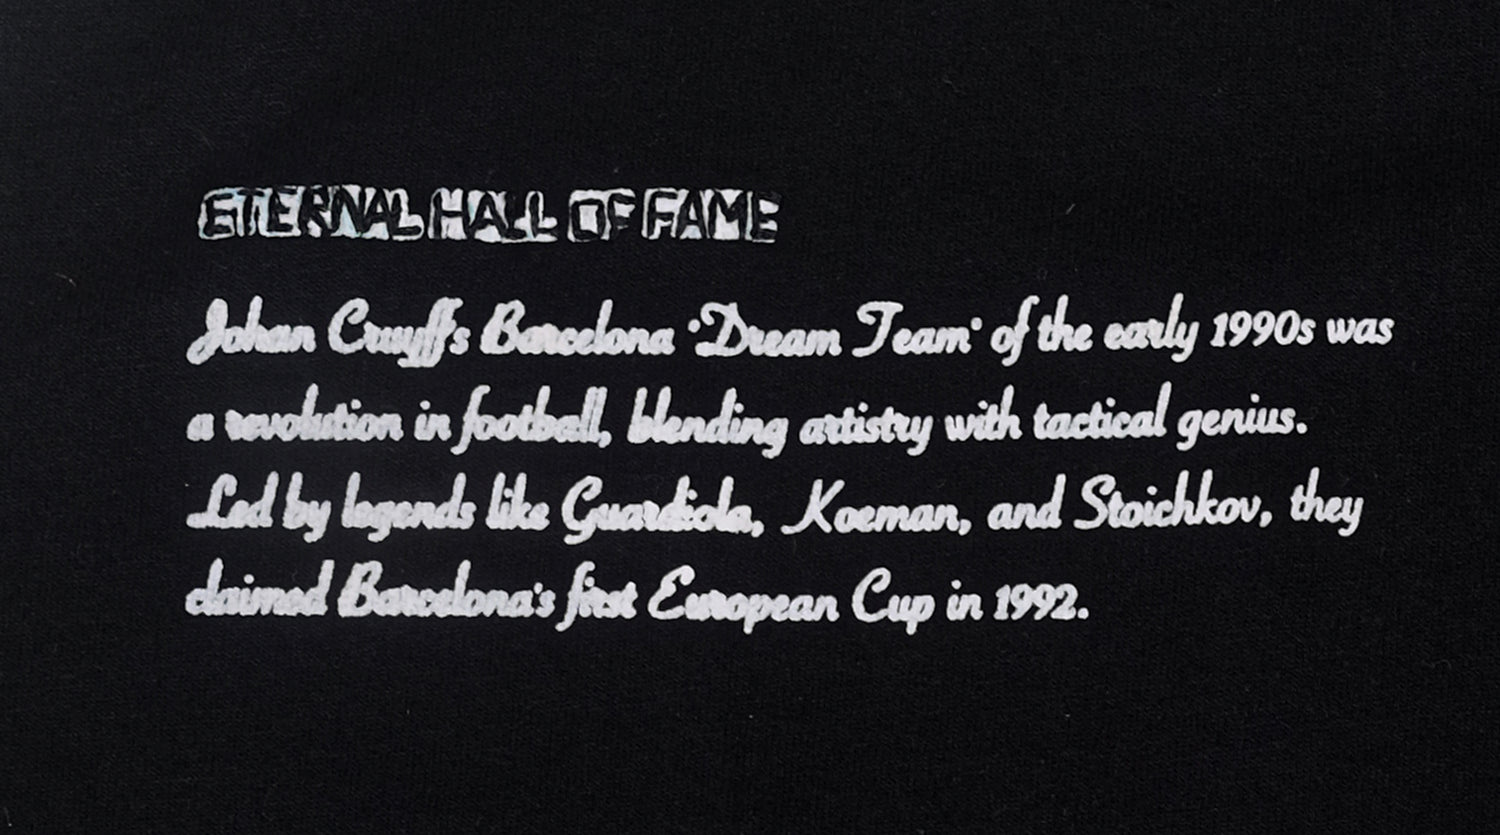 ETERNAL HALL OF FAME
Johan Cruyff's Barcelona 'Dream Team' of the early 1990s was
a revolution in football, blending artistry with tactical genius.
Led by legends like Guardiola, Koeman, and Stoichkov, they
claimed Barcelona's first European Cup in 1992.